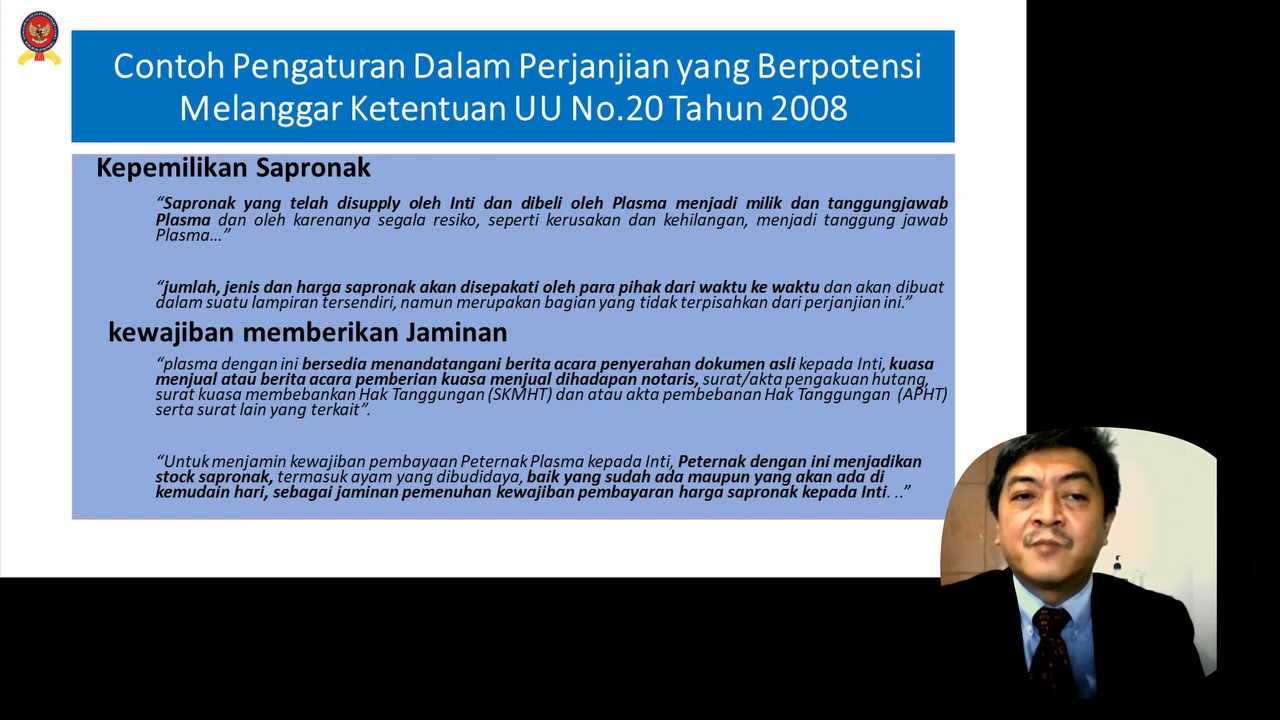 Contoh Pengaturan Dalam Perjanjian yang Berpotensi
Melanggar Ketentuan UU No.20 Tahun 2008
Kepemilikan Sapronak
“Sapronak yang telah disupply oleh Inti dan dibeli oleh Plasma menjadi milik dan tanggungjawab
Plasma dan oleh karenanya segala resiko, seperti kerusakan dan kehilangan, menjadi tanggung jawab
Plasma…”
“jumlah, jenis dan harga sapronak akan disepakati oleh para pihak dari waktu ke waktu dan akan dibuat
dalam suatu lampiran tersendiri, namun merupakan bagian yang tidak terpisahkan dari perjanjian ini.”
kewajiban memberikan Jaminan
“plasma dengan ini bersedia menandatangani berita acara penyerahan dokumen asli kepada Inti, kuasa
menjual atau berita acara pemberian kuasa menjual dihadapan notaris, surat/akta pengakuan hutang,
surat kuasa membebankan Hak Tanggungan (SKMHT) dan atau akta pembebanan Hak Tanggungan (APHT)
serta surat lain yang terkait”.
“Untuk menjamin kewajiban pembayaan Peternak Plasma kepada Inti, Peternak dengan ini menjadikan
stock sapronak, termasuk ayam yang dibudidaya, baik yang sudah ada maupun yang akan ada di
kemudain hari, sebagai jaminan pemenuhan kewajiban pembayaran harga sapronak kepada Inti. ..”